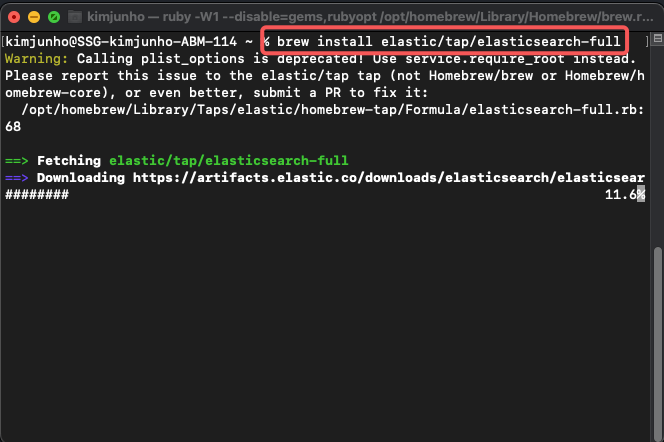 kimjunho — ruby -W1 --disable=gems,rubyopt /opt/homebrew/Library/Homebrew/brew.r...
[kimjunho@SSG-kimjunho-ABM-114 ~ % brew install elastic/tap/elasticsearch-full ]
Warning: Calling plist_options is deprecated! Use service.require_root instead.
Please report this issue to the elastic/tap tap (not Homebrew/brew or Homebrew/h
omebrew-core), or even better, submit a PR to fix it:
  /opt/homebrew/Library/Taps/elastic/homebrew-tap/Formula/elasticsearch-full.rb:
68
==> Fetching elastic/tap/elasticsearch-full
==> Downloading https://artifacts.elastic.co/downloads/elasticsearch/elasticsear
######## 11.6%